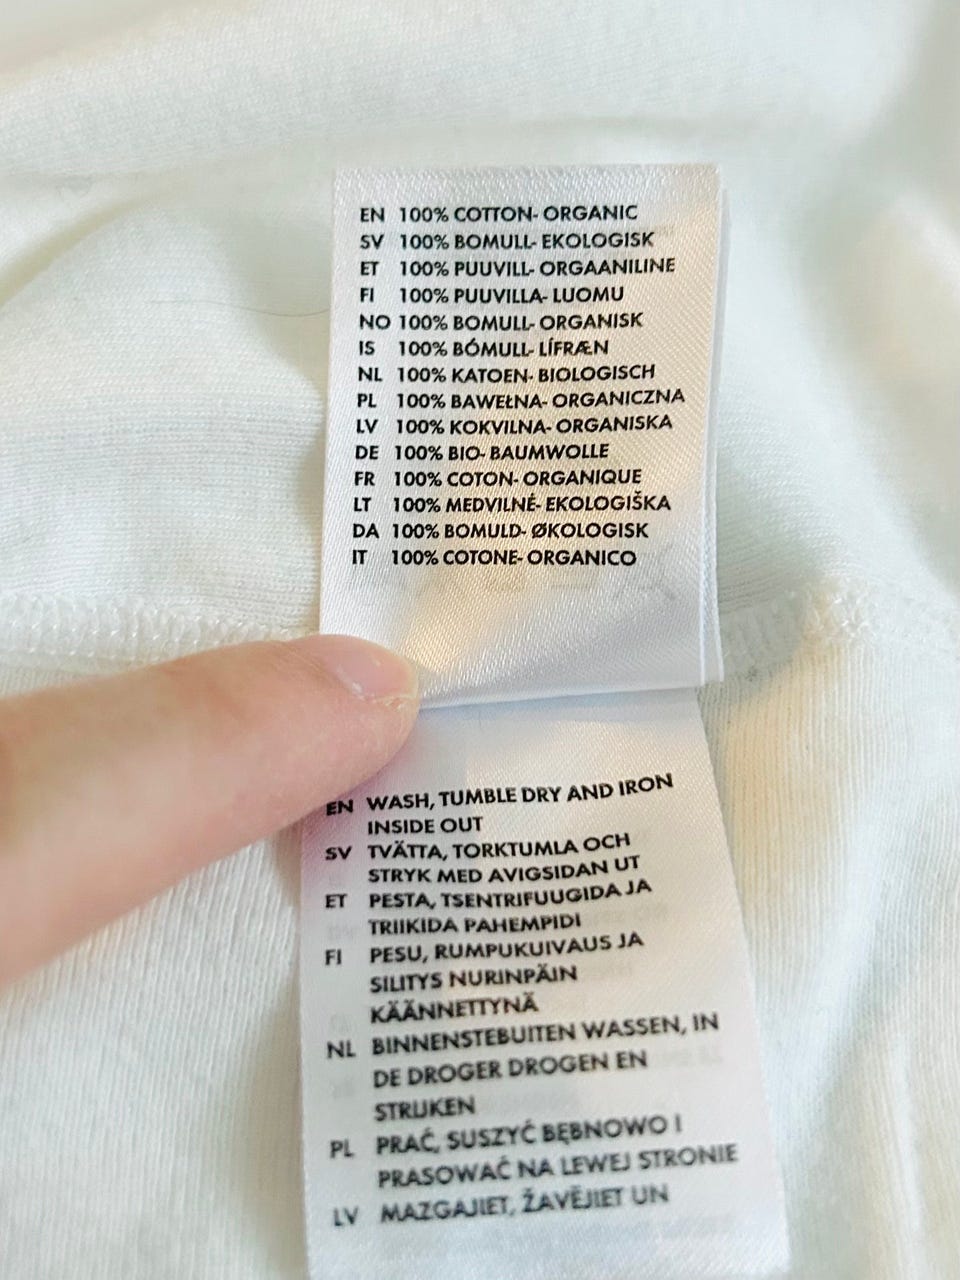 EN 100% COTTON- ORGANIC
SV 100% BOMULL- EKOLOGISK
ET 100% PUUVILL- ORGAANILINE
FI 100% PUUVILLA- LUOMU
NO 100% BOMULL- ORGANISK
IS 100% BÓMULL- LÍFRÆN
NL 100% KATOEN- BIOLOGISCH
PL 100% BAWEŁNA- ORGANICZNA
LV 100% KOKVILNA- ORGANISKA
DE 100% BIO- BAUMWOLLE
FR 100% COTON- ORGANIQUE
LT 100% MEDVILNÉ- EKOLOGIŠKA
DA 100% BOMULD- ØKOLOGISK
IT 100% COTONE- ORGANICO
EN WASH, TUMBLE DRY AND IRON
INSIDE OUT
SV TVÄTTA, TORKTUMLA OCH
STRYK MED AVIGSIDAN UT
ET PESTA, TSENTRIFUUGIDA JA
TRIIKIDA PAHEMPIDI
FI PESU, RUMPUKUIVAUS JA
SILITYS NURINPÄIN
KÄÄNNETTYNÄ
NL BINNENSTEBUITEN WASSEN, IN
DE DROGER DROGEN EN
STRIJKEN
PL PRAĆ, SUSZYĆ BĘBNOWO I
PRASOWAĆ NA LEWEJ STRONIE
LV MAZGAJIET, ŽAVĒJIET UN